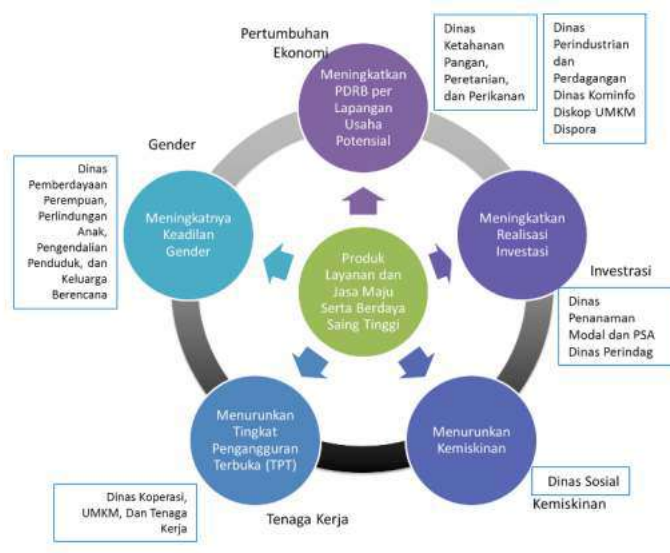 Pertumbuhan
Ekonomi
Meningkatkan
PDRB per
Lapangan
Usaha
Potensial
Dinas
Ketahanan
Pangan,
Peretanian,
dan Perikanan
Dinas
Perindustrian
dan
Perdagangan
Dinas Kominfo
Diskop UMKM
Dispora
Gender
Dinas
Pemberdayaan
Perempuan,
Perlindungan
Anak,
Pengendalian
Penduduk, dan
Keluarga
Berencana
Meningkatnya
Keadilan
Gender
Produk
Layanan dan
Jasa Maju
Serta Berdaya
Saing Tinggi
Meningkatkan
Realisasi
Investasi
Investrasi
Dinas
Penanaman
Modal dan PSA
Dinas Perindag
Menurunkan
Tingkat
Pengangguran
Terbuka (TPT)
Menurunkan
Kemiskinan
Dinas Sosial
Kemiskinan
Dinas Koperasi,
UMKM, Dan Tenaga
Kerja
Tenaga Kerja